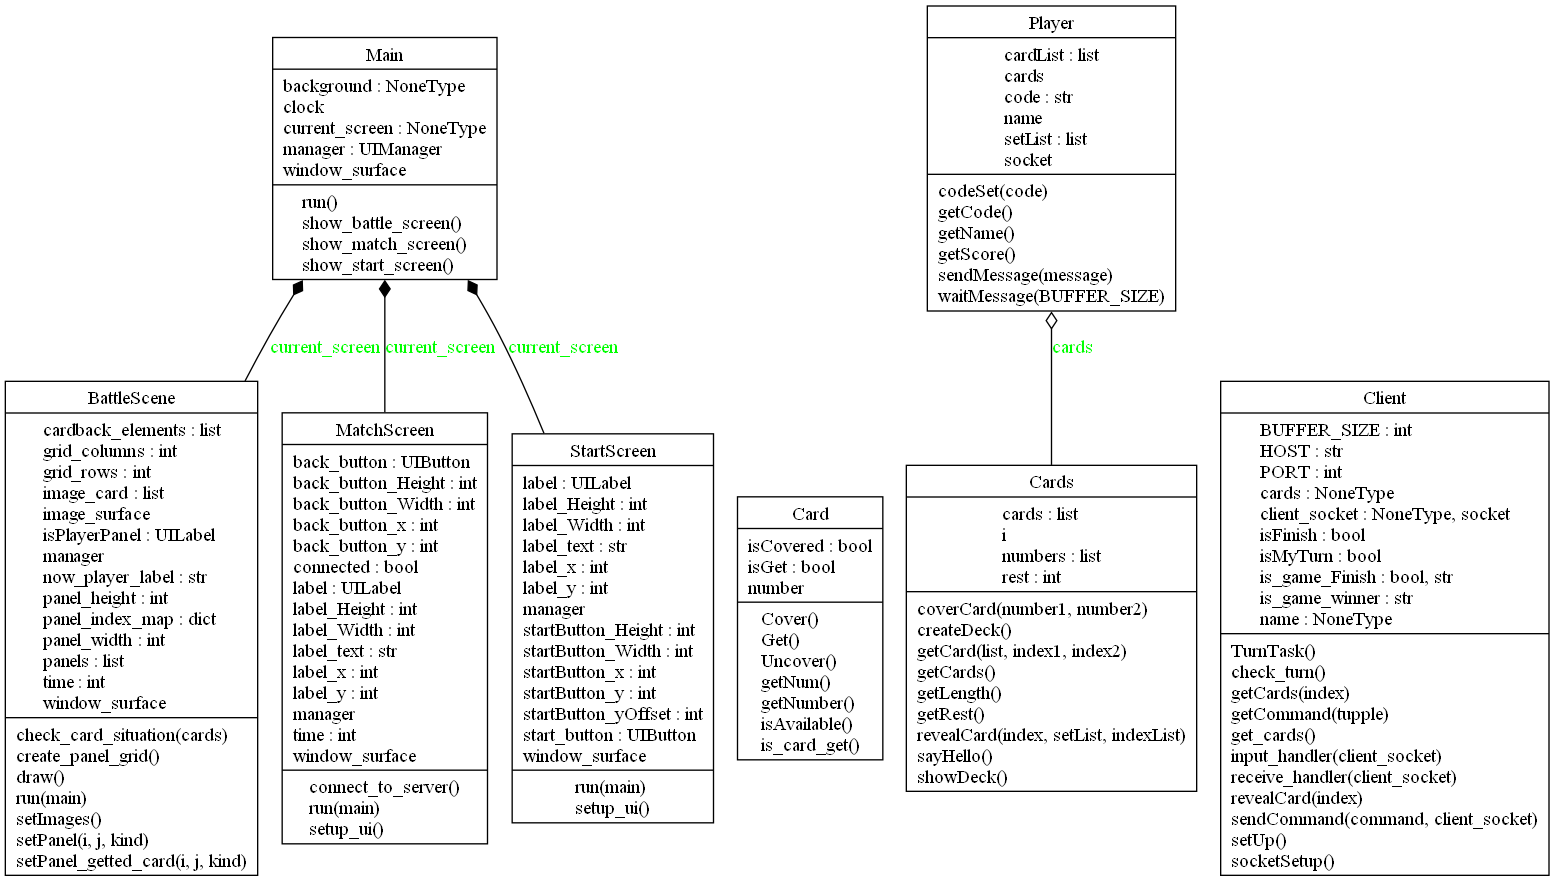 Main
background : NoneType
clock
current_screen : NoneType
manager : UIManager
window_surface
run()
show_battle_screen()
show_match_screen()
show_start_screen()
Player
cardList : list
cards
code : str
name
setList : list
socket
codeSet(code)
getCode()
getName()
getScore()
sendMessage(message)
waitMessage(BUFFER_SIZE)
current_screen
current_screen
current_screen
cards
BattleScene
cardback_elements : list
grid_columns : int
grid_rows : int
image_card : list
image_surface
isPlayerPanel : UILabel
manager
now_player_label : str
panel_height : int
panel_index_map : dict
panel_width : int
panels : list
time : int
window_surface
check_card_situation(cards)
create_panel_grid()
draw()
run(main)
setImages()
setPanel(i, j, kind)
setPanel_getted_card(i, j, kind)
MatchScreen
back_button : UIButton
back_button_Height : int
back_button_Width : int
back_button_x : int
back_button_y : int
connected : bool
label : UILabel
label_Height : int
label_Width : int
label_text : str
label_x : int
label_y : int
manager
time : int
window_surface
connect_to_server()
run(main)
setup_ui()
StartScreen
label : UILabel
label_Height : int
label_Width : int
label_text : str
label_x : int
label_y : int
manager
startButton_Height : int
startButton_Width : int
startButton_x : int
startButton_y : int
startButton_yOffset : int
start_button : UIButton
window_surface
run(main)
setup_ui()
Card
isCovered : bool
isGet : bool
number
Cover()
Get()
Uncover()
getNum()
getNumber()
isAvailable()
is_card_get()
Cards
cards : list
i
numbers : list
rest : int
coverCard(number1, number2)
createDeck()
getCard(list, index1, index2)
getCards()
getLength()
getRest()
revealCard(index, setList, indexList)
sayHello()
showDeck()
Client
BUFFER_SIZE : int
HOST : str
PORT : int
cards : NoneType
client_socket : NoneType, socket
isFinish : bool
isMyTurn : bool
is_game_Finish : bool, str
is_game_winner : str
name : NoneType
TurnTask()
check_turn()
getCards(index)
getCommand(tupple)
get_cards()
input_handler(client_socket)
receive_handler(client_socket)
revealCard(index)
sendCommand(command, client_socket)
setUp()
socketSetup()